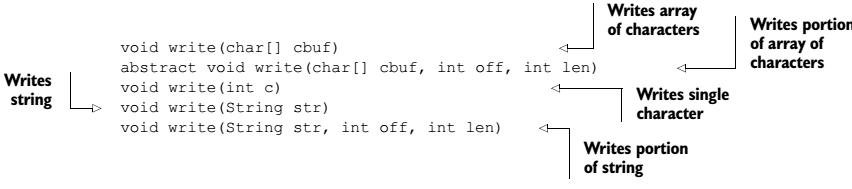 Writes array
of characters
Writes portion
of array of
characters
void write(char[] cbuf)
abstract void write(char[] cbuf, int off, int len)
Writes
string
void write(int c)
Writes single
character
void write(String str)
void write(String str, int off, int len)
Writes portion
of string